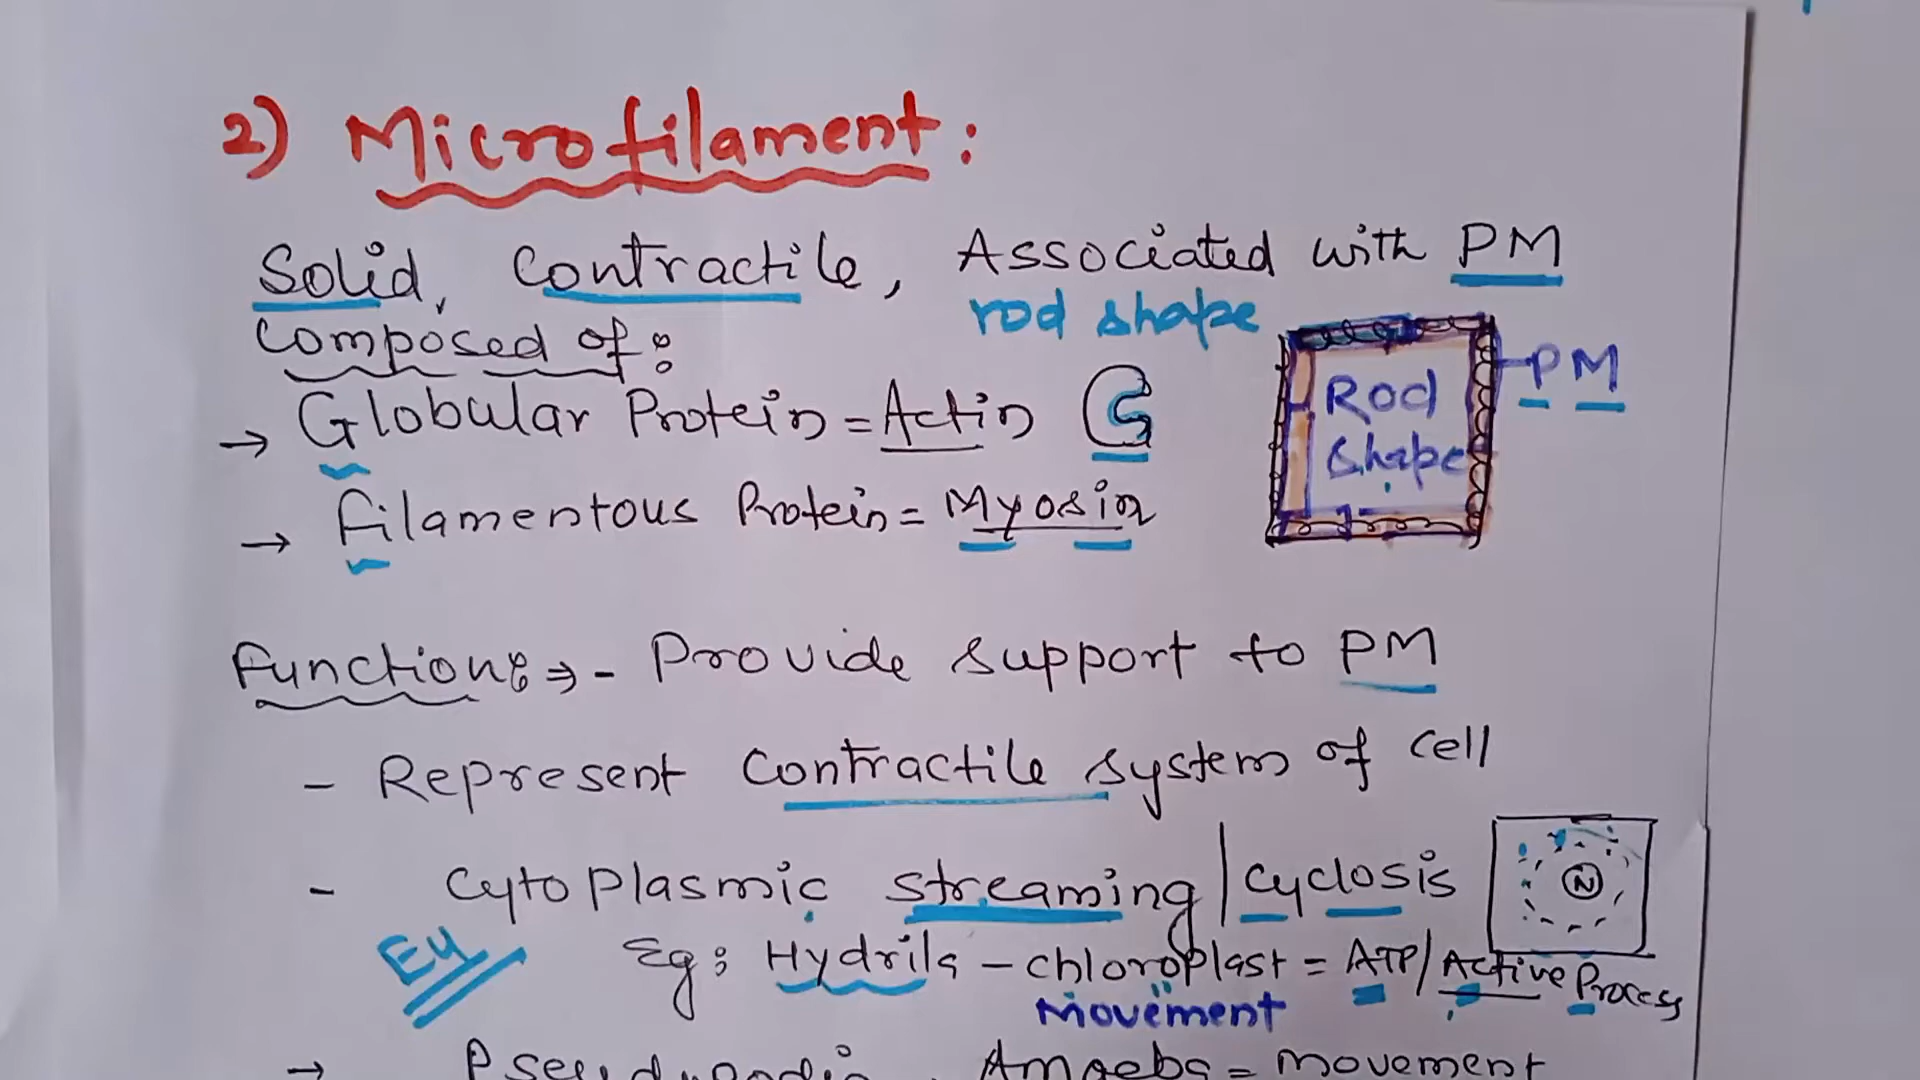 2) Microfilament:
Solid, Contractile, Associated with PM
rod shape
Composed of:
→ Globular Protein = Actin G
→ filamentous Protein = Myosin
Rod shape
PM
Function: ⇒ - Provide support to PM
- Represent Contractile system of cell
- Cytoplasmic streaming / Cyclosis
N
EU
Eg: Hydrila - chloroplast = ATP / Active Process
Movement
→ Pseudopodia, Amoeba = movement